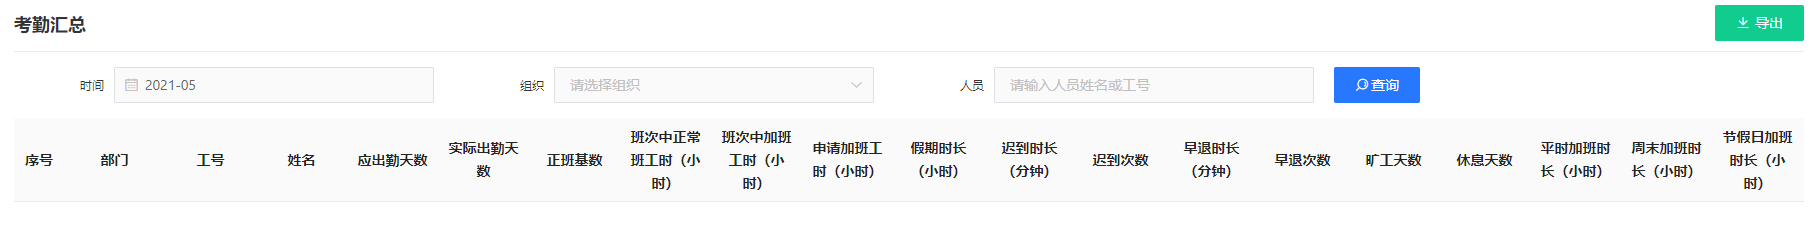 考勤汇总
导出
时间
2021-05
组织
请选择组织
人员
请输入人员姓名或工号
查询
序号
部门
工号
姓名
应出勤天数
实际出勤天
数
正班基数
班次中正常
班工时（小
时）
班次中加班
工时（小
时）
申请加班工
时（小时）
假期时长
（小时）
迟到时长
（分钟）
迟到次数
早退时长
（分钟）
早退次数
旷工天数
休息天数
平时加班时
长（小时）
周末加班时
长（小时）
节假日加班
时长（小
时）